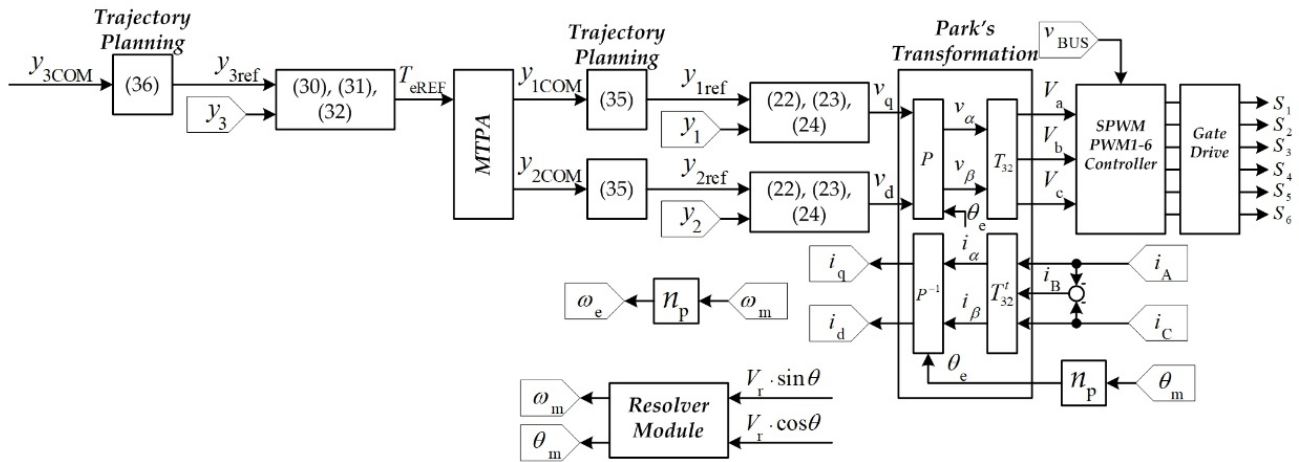 Trajectory
Planning
y3COM
(36)
y3ref
y3
(30), (31),
(32)
TeREF
MTPA
y1COM
y2COM
Trajectory
Planning
(35)
(35)
y1ref
y1
y2ref
y2
(22), (23),
(24)
(22), (23),
(24)
vq
vd
Park's
Transformation
P
vα
vβ
θe
T32
Va
Vb
Vc
vBUS
SPWM
PWM1-6
Controller
Gate
Drive
S1
S2
S3
S4
S5
S6
iq
id
P⁻¹
iα
iβ
T32^t
iB
-
-
iA
iC
θe
np
θm
ωe
np
ωm
ωm
θm
Resolver
Module
Vr · sinθ
Vr · cosθ